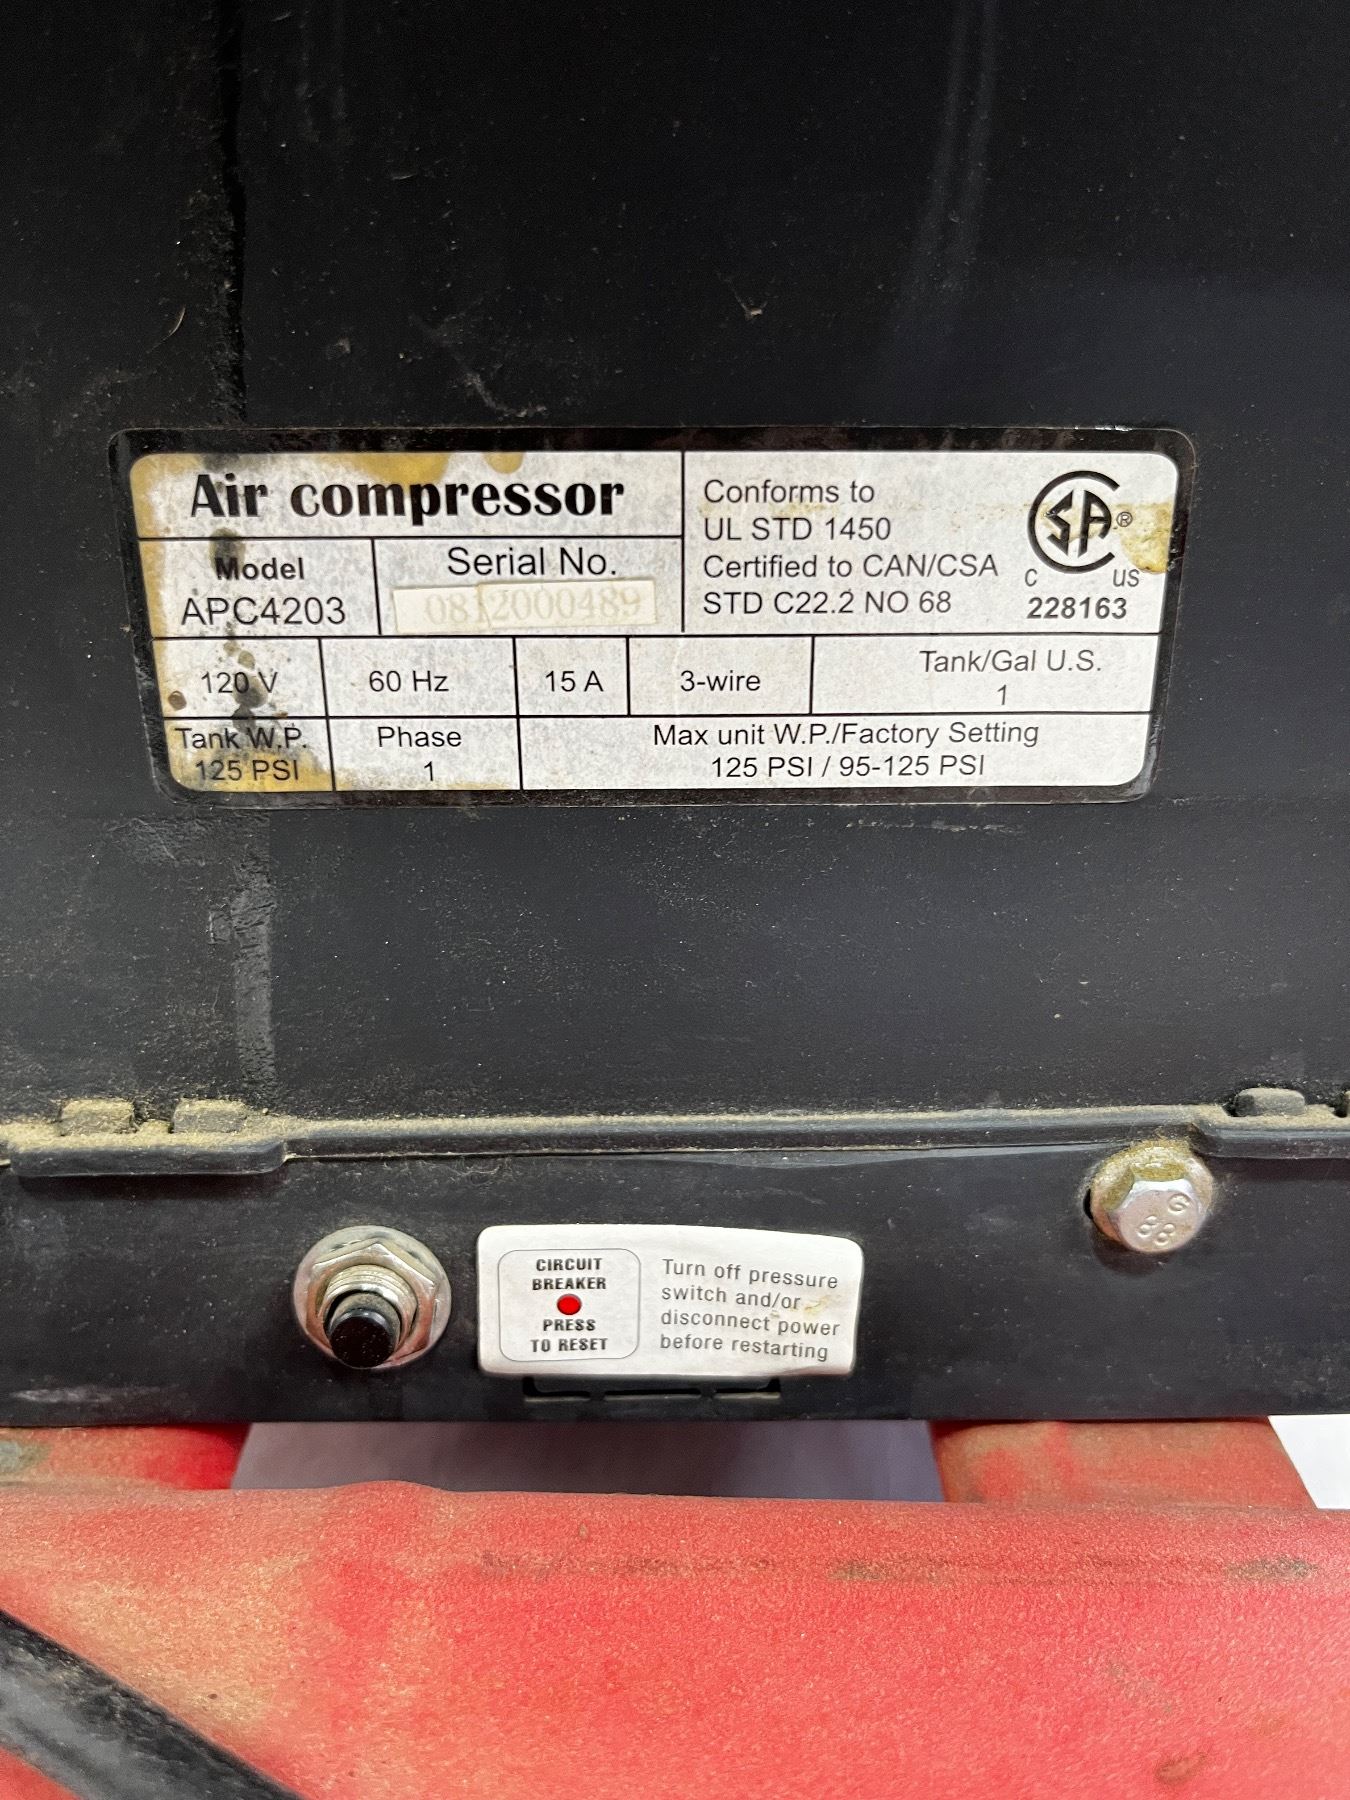 Air compressor
Model
APC4203
Serial No.
0812000489
Conforms to
UL STD 1450
Certified to CAN/CSA
STD C22.2 NO 68
SA ®
C US
228163
120 V
60 Hz
15 A
3-wire
Tank/Gal U.S.
1
Tank W.P.
125 PSI
Phase
1
Max unit W.P./Factory Setting
125 PSI / 95-125 PSI
G
88
CIRCUIT
BREAKER
PRESS
TO RESET
Turn off pressure
switch and/or
disconnect power
before restarting